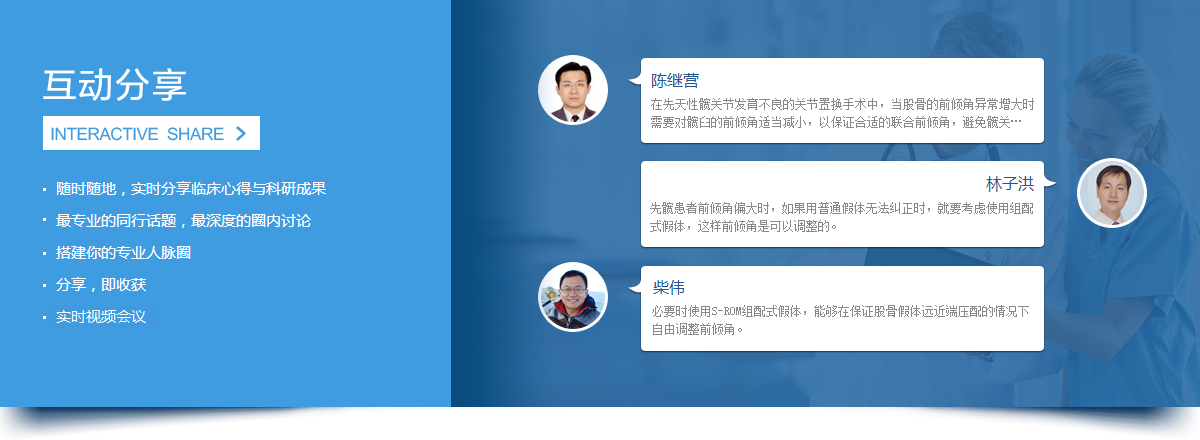 互动分享
INTERACTIVE SHARE >
随时随地，实时分享临床心得与科研成果
最专业的同行话题，最深度的圈内讨论
搭建你的专业人脉圈
分享，即收获
实时视频会议
陈继营
在先天性髋关节发育不良的关节置换手术中，当股骨的前倾角异常增大时
需要对髋臼的前倾角适当减小，以保证合适的联合前倾角，避免髋关…
林子洪
先髋患者前倾角偏大时，如果用普通假体无法纠正时，就要考虑使用组配
式假体，这样前倾角是可以调整的。
柴伟
必要时使用S-ROM组配式假体，能够在保证股骨假体远近端压配的情况下
自由调整前倾角。